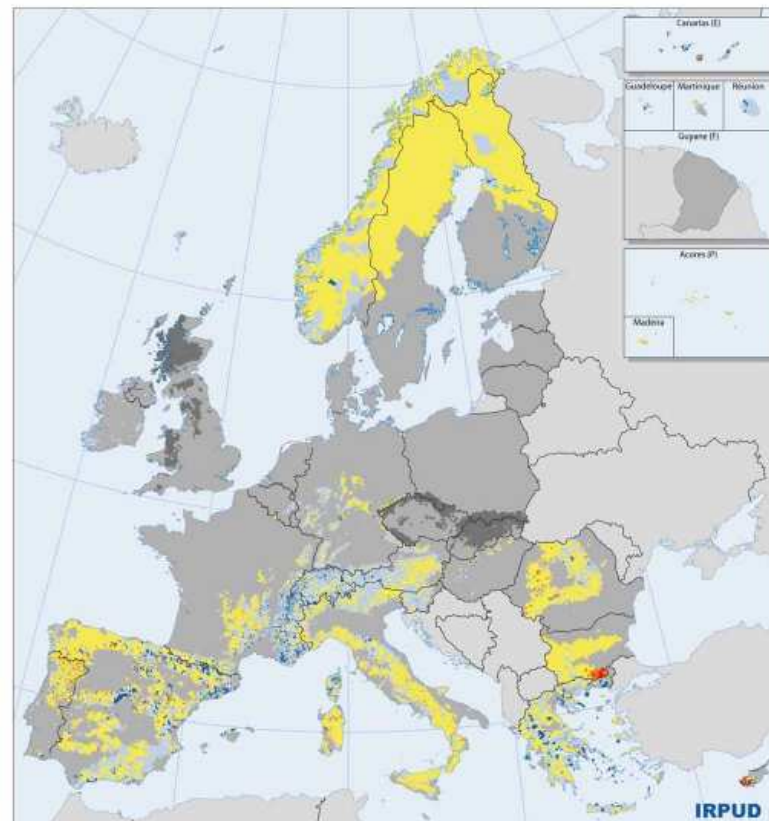 Canarias (E)
Guadeloupe Martinique Réunion
Guyane (F)
Acores (P)
Madeira
IRPUD